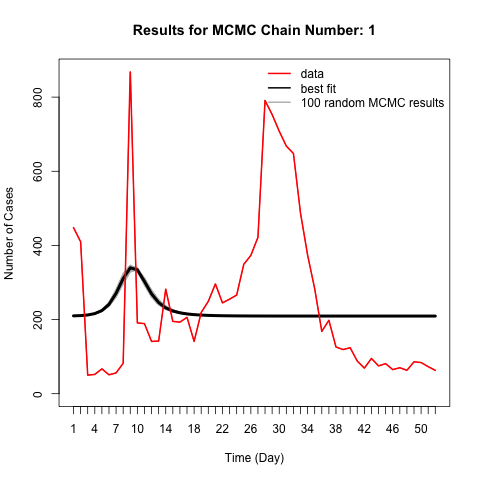 Results for MCMC Chain Number: 1
data
best fit
100 random MCMC results
Number of Cases
0
200
400
600
800
1 4 7 10 14 18 22 26 30 34 38 42 46 50
Time (Day)